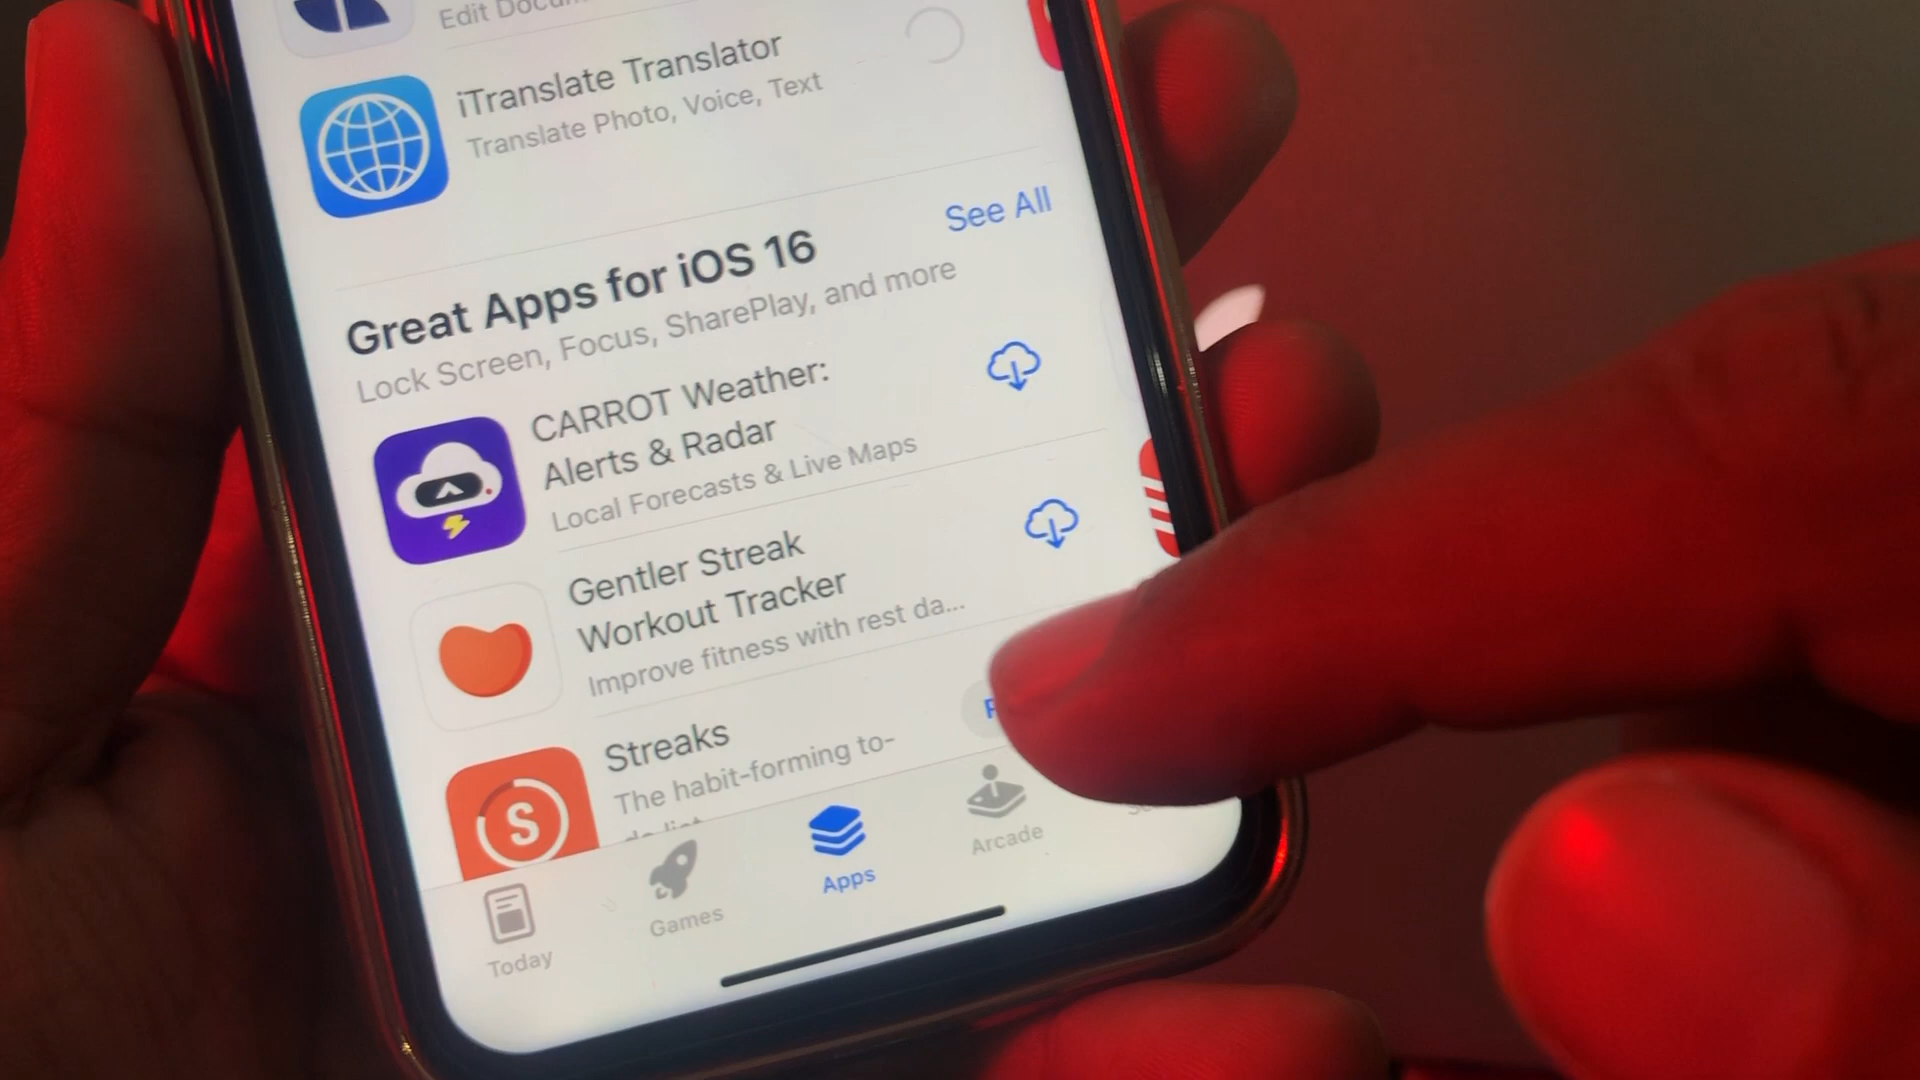 Edit
iTranslate Translator
Translate Photo, Voice, Text
See All
Great Apps for iOS 16
Lock Screen, Focus, SharePlay, and more
CARROT Weather:
Alerts & Radar
Local Forecasts & Live Maps
Gentler Streak
Workout Tracker
Improve fitness with rest da...
Streaks
The habit-forming to-
S
Today
Games
Apps
Arcade